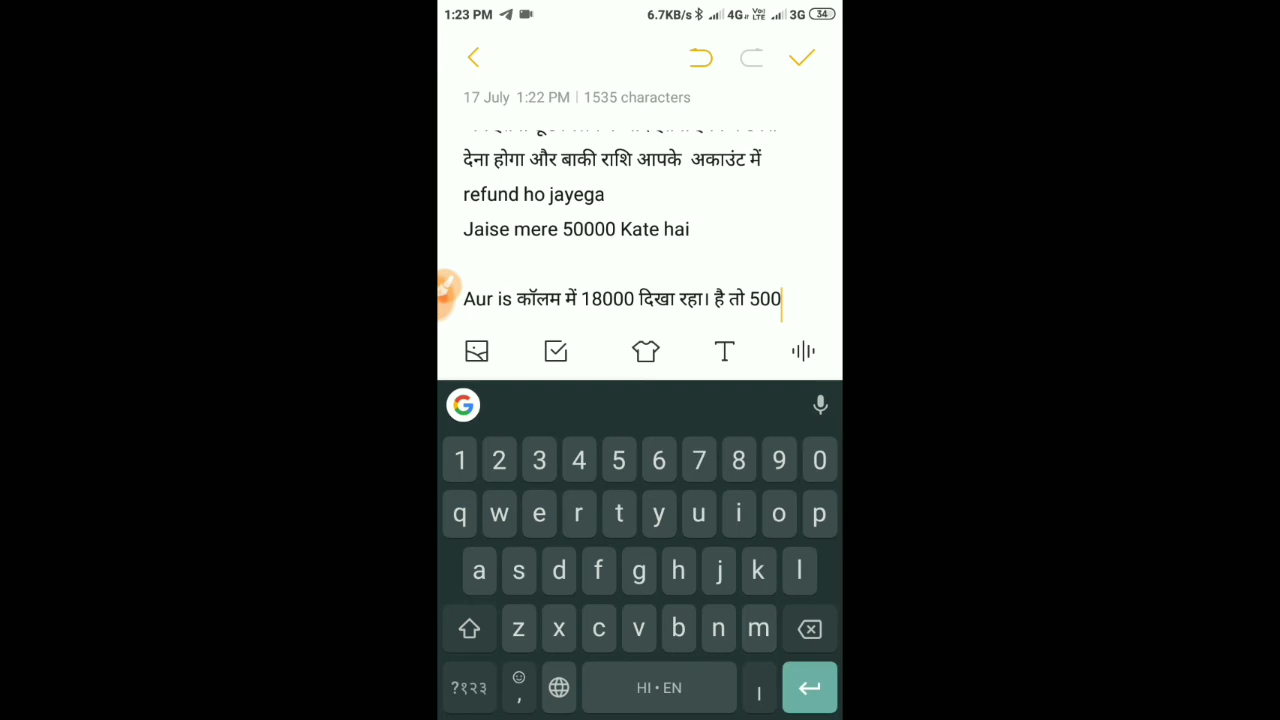 1:23 PM 6.7KB/s 4G Vo) LTE 3G 34
17 July 1:22 PM | 1535 characters
देना होगा और बाकी राशि आपके अकाउंट में
refund ho jayega
Jaise mere 50000 Kate hai
Aur is कॉलम में 18000 दिखा रहा। है तो 500
G
1 2 3 4 5 6 7 8 9 0
q w e r t y u i o p
a s d f g h j k l
z x c v b n m
?१२३ , HI • EN ।